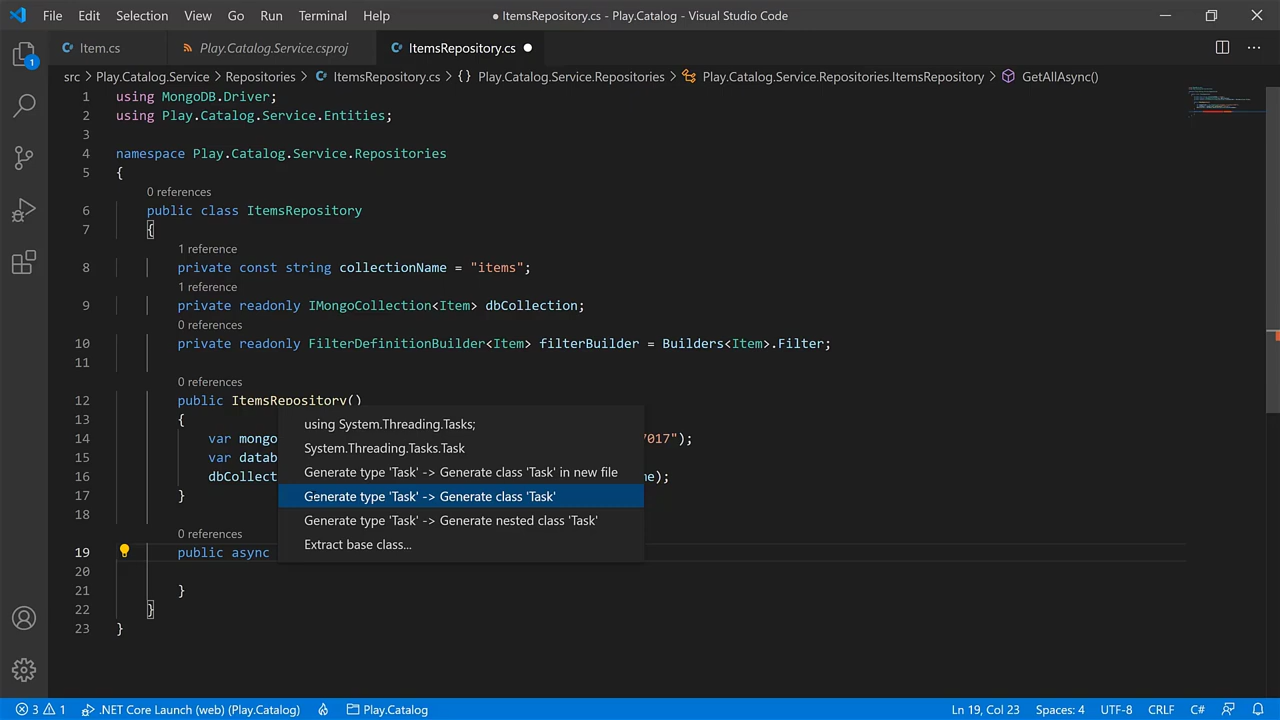 File Edit Selection View Go Run Terminal Help ● ItemsRepository.cs - Play.Catalog - Visual Studio Code
Item.cs Play.Catalog.Service.csproj ItemsRepository.cs
src > Play.Catalog.Service > Repositories > ItemsRepository.cs > {} Play.Catalog.Service.Repositories > Play.Catalog.Service.Repositories.ItemsRepository > GetAllAsync()
1 using MongoDB.Driver;
2 using Play.Catalog.Service.Entities;
3
4 namespace Play.Catalog.Service.Repositories
5 {
0 references
6 public class ItemsRepository
7 {
1 reference
8 private const string collectionName = "items";
1 reference
9 private readonly IMongoCollection<Item> dbCollection;
0 references
10 private readonly FilterDefinitionBuilder<Item> filterBuilder = Builders<Item>.Filter;
11
0 references
12 public ItemsRepository()
13 {
using System.Threading.Tasks;
14 var mongo 7017");
System.Threading.Tasks.Task
15 var datab
Generate type 'Task' -> Generate class 'Task' in new file
16 dbCollect me);
17 }
Generate type 'Task' -> Generate class 'Task'
18
Generate type 'Task' -> Generate nested class 'Task'
0 references
Extract base class...
19 public async
20
21 }
22 }
23 }
1
3 1 .NET Core Launch (web) (Play.Catalog) Play.Catalog Ln 19, Col 23 Spaces: 4 UTF-8 CRLF C#